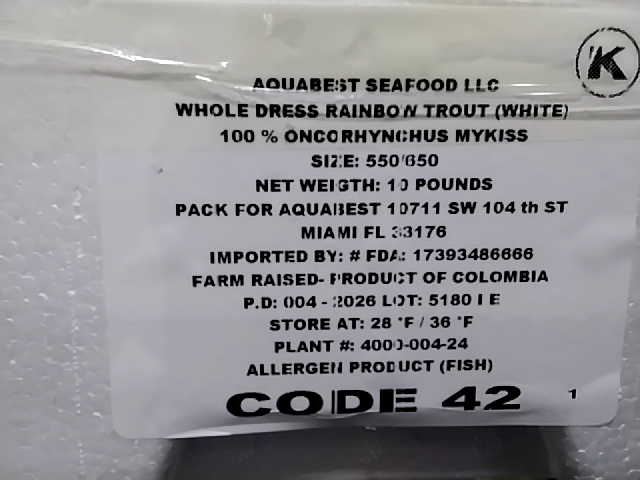 K
AQUABEST SEAFOOD LLC
WHOLE DRESS RAINBOW TROUT (WHITE)
100 % ONCORHYNCHUS MYKISS
SIZE: 550/650
NET WEIGTH: 10 POUNDS
PACK FOR AQUABEST 10711 SW 104 th ST
MIAMI FL 33176
IMPORTED BY: # FDA: 17393486666
FARM RAISED- PRODUCT OF COLOMBIA
P.D: 004 - 2026 LOT: 5180 I E
STORE AT: 28 °F / 36 °F
PLANT #: 4000-004-24
ALLERGEN PRODUCT (FISH)
CODE 42 1